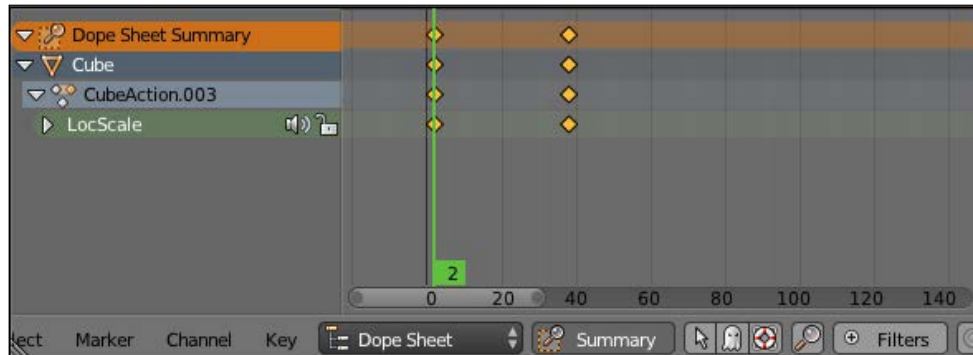 Dope Sheet Summary
Cube
CubeAction.003
LocScale
2
0 20 40 60 80 100 120 140
lect Marker Channel Key Dope Sheet Summary Filters